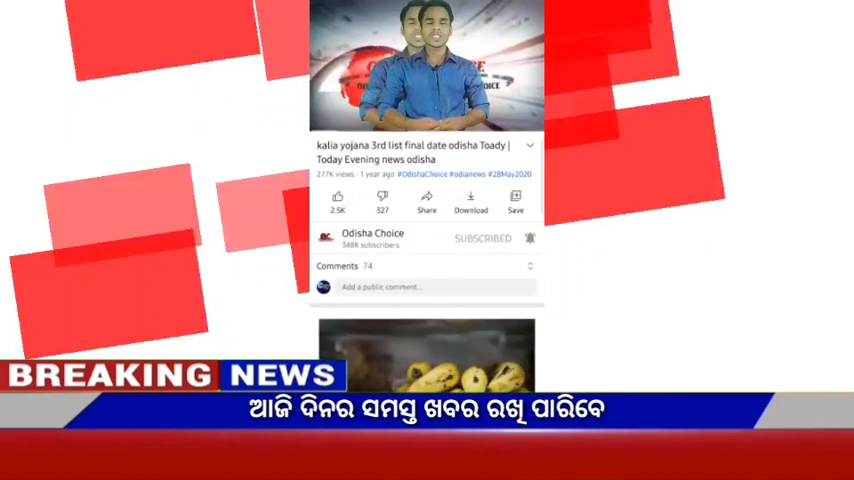 kalia yojana 3rd list final date odisha Toady |
Today Evening news odisha
277K views · 1 year ago #OdishaChoice #odianews #28May2020
2.5K 327 Share Download Save
Odisha Choice
348K subscribers
SUBSCRIBED
Comments 74
Add a public comment...
BREAKING NEWS
ଆଜି ଦିନର ସମସ୍ତ ଖବର ରଖି ପାରିବେ